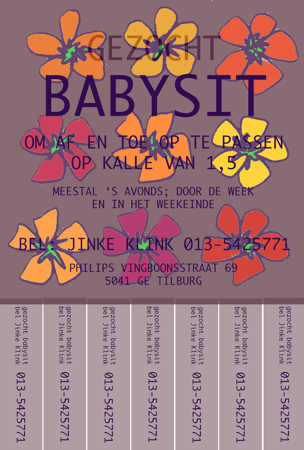 GEZOCHT
BABYSIT
OM AF EN TOE OP TE PASSEN
OP KALLE VAN 1,5
MEESTAL ‘S AVONDS; DOOR DE WEEK
EN IN HET WEEKEINDE
BEL: JINKE KLINK 013-5425771
PHILIPS VINGBOONSSTRAAT 69
5041 GE TILBURG
gezocht babysit
bel Jinke Klink
013-5425771
gezocht babysit
bel Jinke Klink
013-5425771
gezocht babysit
bel Jinke Klink
013-5425771
gezocht babysit
bel Jinke Klink
013-5425771
gezocht babysit
bel Jinke Klink
013-5425771
gezocht babysit
bel Jinke Klink
013-5425771
gezocht babysit
bel Jinke Klink
013-5425771